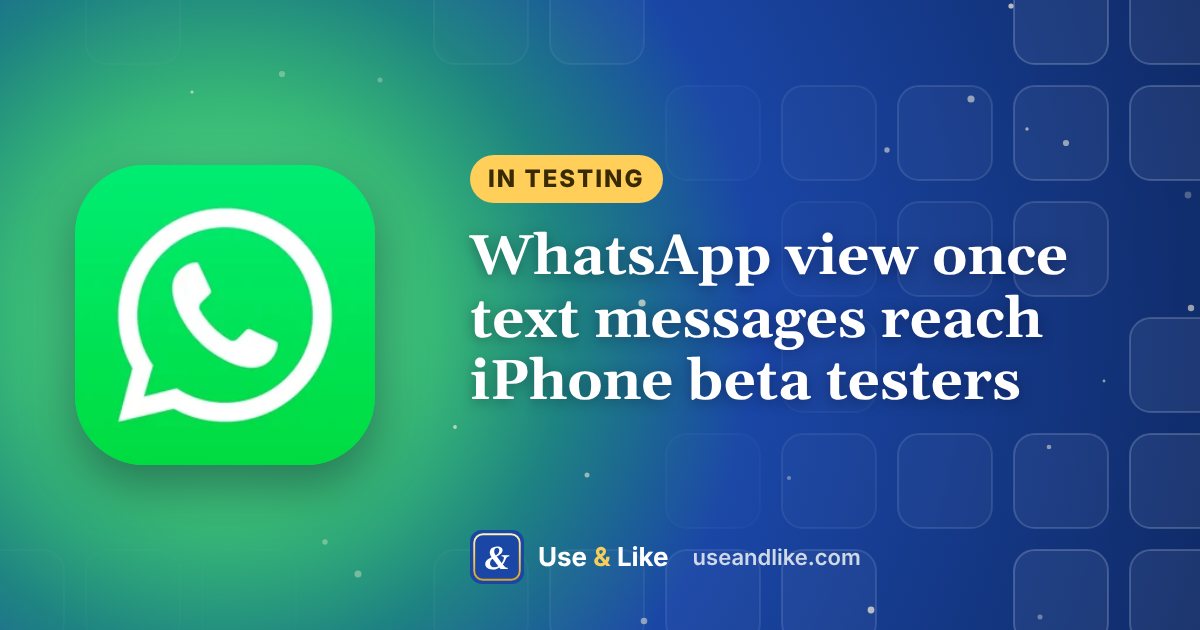 IN TESTING
WhatsApp view once
text messages reach
iPhone beta testers
& Use & Like useandlike.com